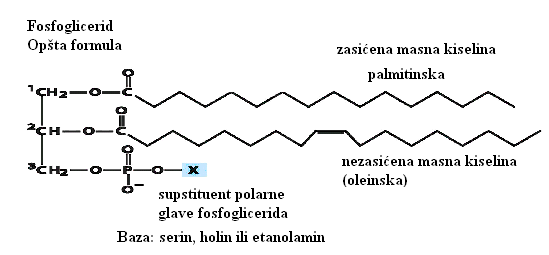 Fosfoglicerid
Opšta formula
zasićena masna kiselina
palmitinska
O
¹CH₂—O—C
O
²CH—O—C
O
³CH₂—O—P—O—X
O⁻
nezasićena masna kiselina
(oleinska)
supstituent polarne
glave fosfoglicerida
Baza: serin, holin ili etanolamin